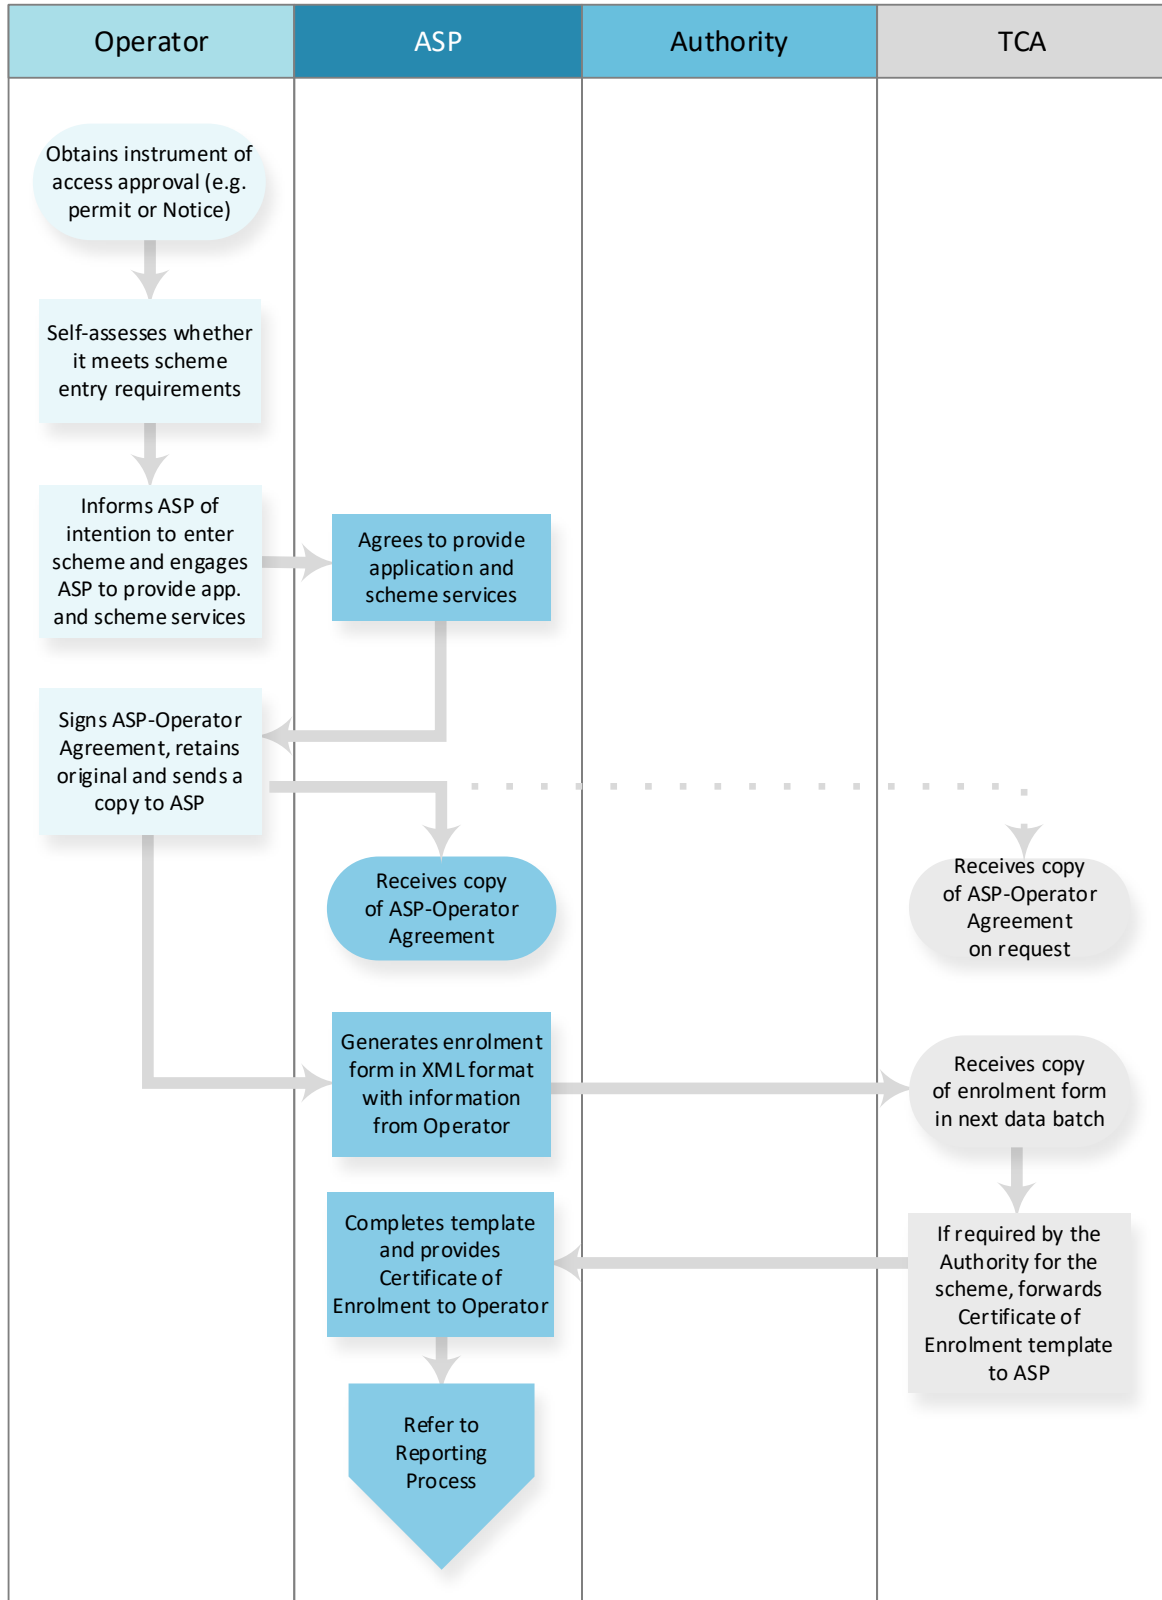 Operator
ASP
Authority
TCA
Obtains instrument of
access approval (e.g.
permit or Notice)
Self-assesses whether
it meets scheme
entry requirements
Informs ASP of
intention to enter
scheme and engages
ASP to provide app.
and scheme services
Agrees to provide
application and
scheme services
Signs ASP-Operator
Agreement, retains
original and sends a
copy to ASP
Receives copy
of ASP-Operator
Agreement
Receives copy
of ASP-Operator
Agreement
on request
Generates enrolment
form in XML format
with information
from Operator
Receives copy
of enrolment form
in next data batch
Completes template
and provides
Certificate of
Enrolment to Operator
If required by the
Authority for the
scheme, forwards
Certificate of
Enrolment template
to ASP
Refer to
Reporting
Process